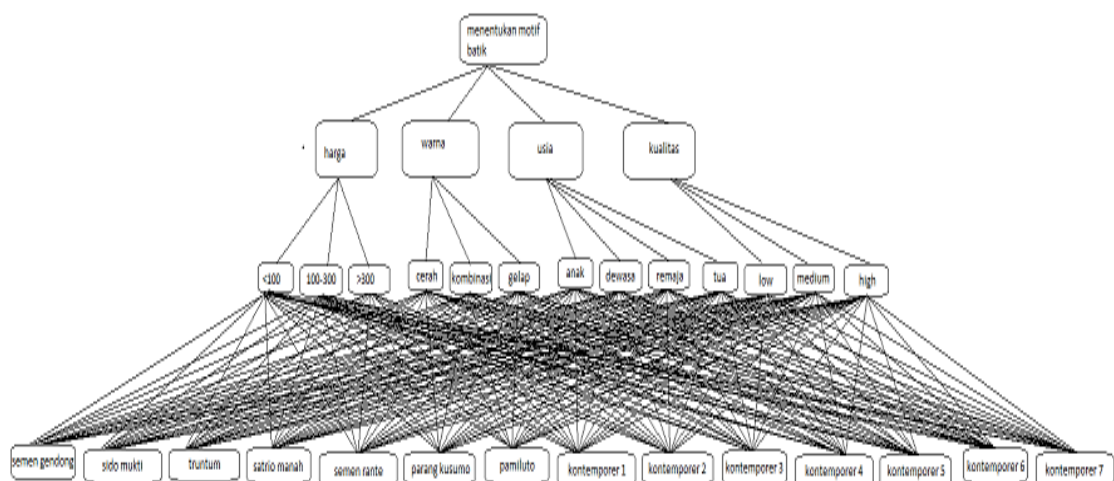 menentukan motif
batik
harga
warna
usia
kualitas
<100
100-300
>300
cerah
kombinasi
gelap
anak
dewasa
remaja
tua
low
medium
high
semen gendong
sido mukti
truntum
satrio manah
semen rante
parang kusumo
pamiluto
kontemporer 1
kontemporer 2
kontemporer 3
kontemporer 4
kontemporer 5
kontemporer 6
kontemporer 7